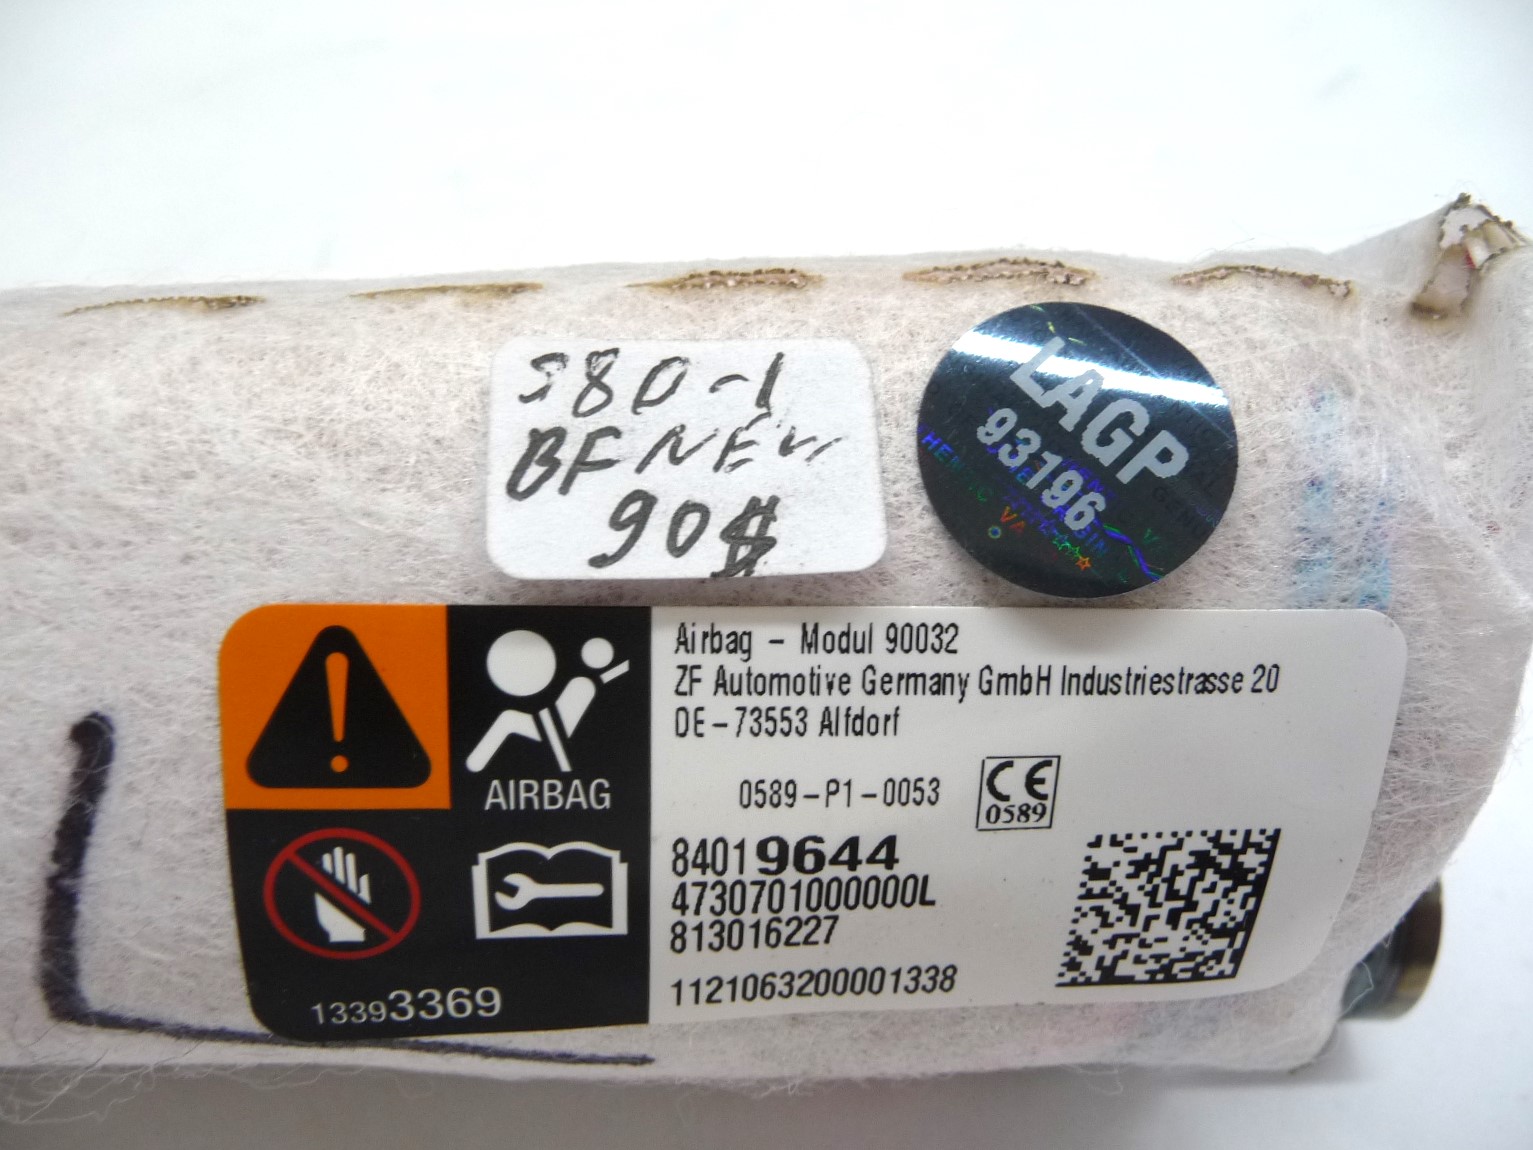 S80-1
BF NEW
90$
LAGP
93196
Airbag - Modul 90032
ZF Automotive Germany GmbH Industriestrasse 20
DE-73553 Alfdorf
0589-P1-0053
CE
0589
84019644
4730701000000L
813016227
1121063200001338
AIRBAG
13393369
L